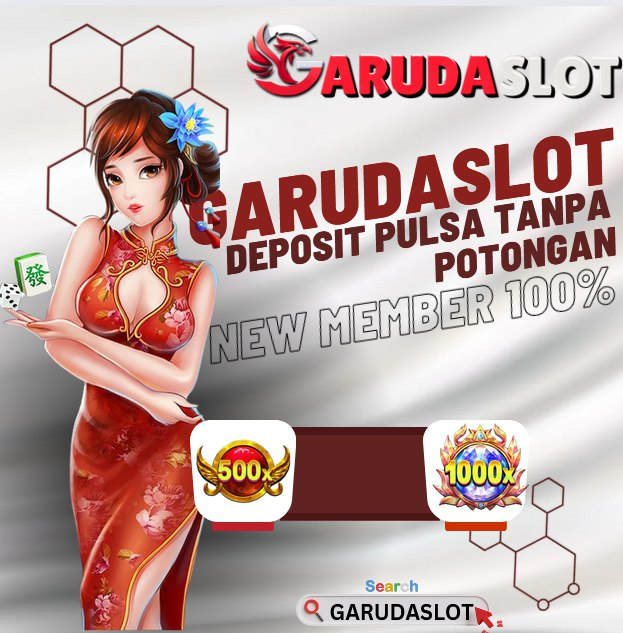 GARUDASLOT
GARUDASLOT
DEPOSIT PULSA TANPA
POTONGAN
NEW MEMBER 100%
發
500x
1000x
Search
GARUDASLOT